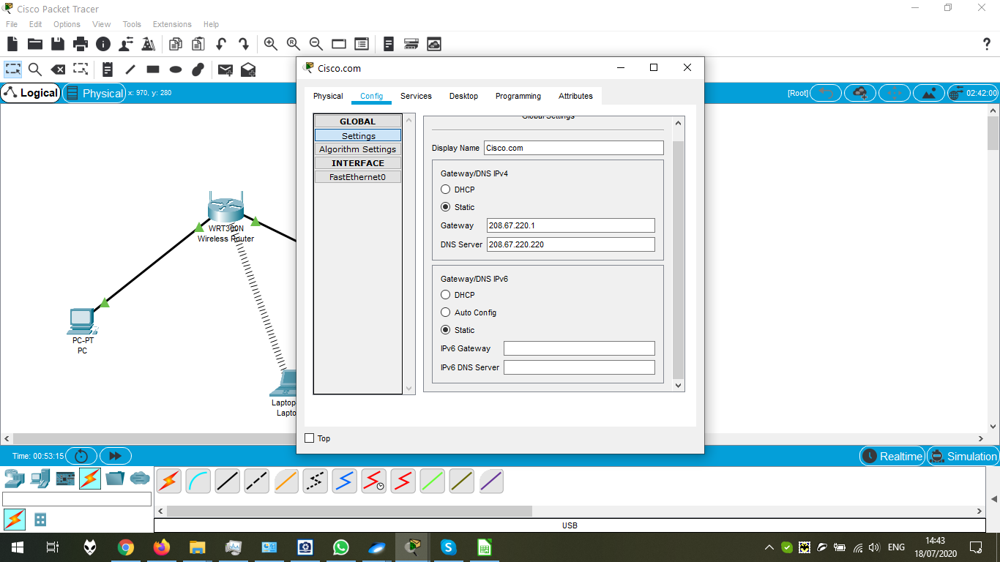 Cisco Packet Tracer
File Edit Options View Tools Extensions Help
Logical Physical x: 970, y: 280 [Root] 02:42:00
WRT300N
Wireless Router
PC-PT
PC
Laptop
Lapto
Cisco.com
Physical Config Services Desktop Programming Attributes
GLOBAL
Settings
Algorithm Settings
INTERFACE
FastEthernet0
Global Settings
Display Name Cisco.com
Gateway/DNS IPv4
DHCP
Static
Gateway 208.67.220.1
DNS Server 208.67.220.220
Gateway/DNS IPv6
DHCP
Auto Config
Static
IPv6 Gateway
IPv6 DNS Server
Top
Time: 00:53:15 Realtime Simulation
USB
ENG 14:43
18/07/2020